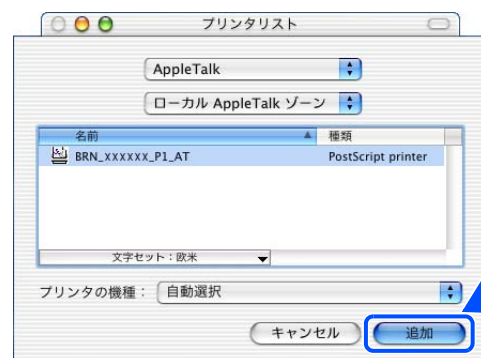 プリンタリスト
AppleTalk
ローカル AppleTalk ゾーン
名前 種類
BRN_xxxxxx_P1_AT PostScript printer
文字セット：欧米
プリンタの機種： 自動選択
キャンセル 追加